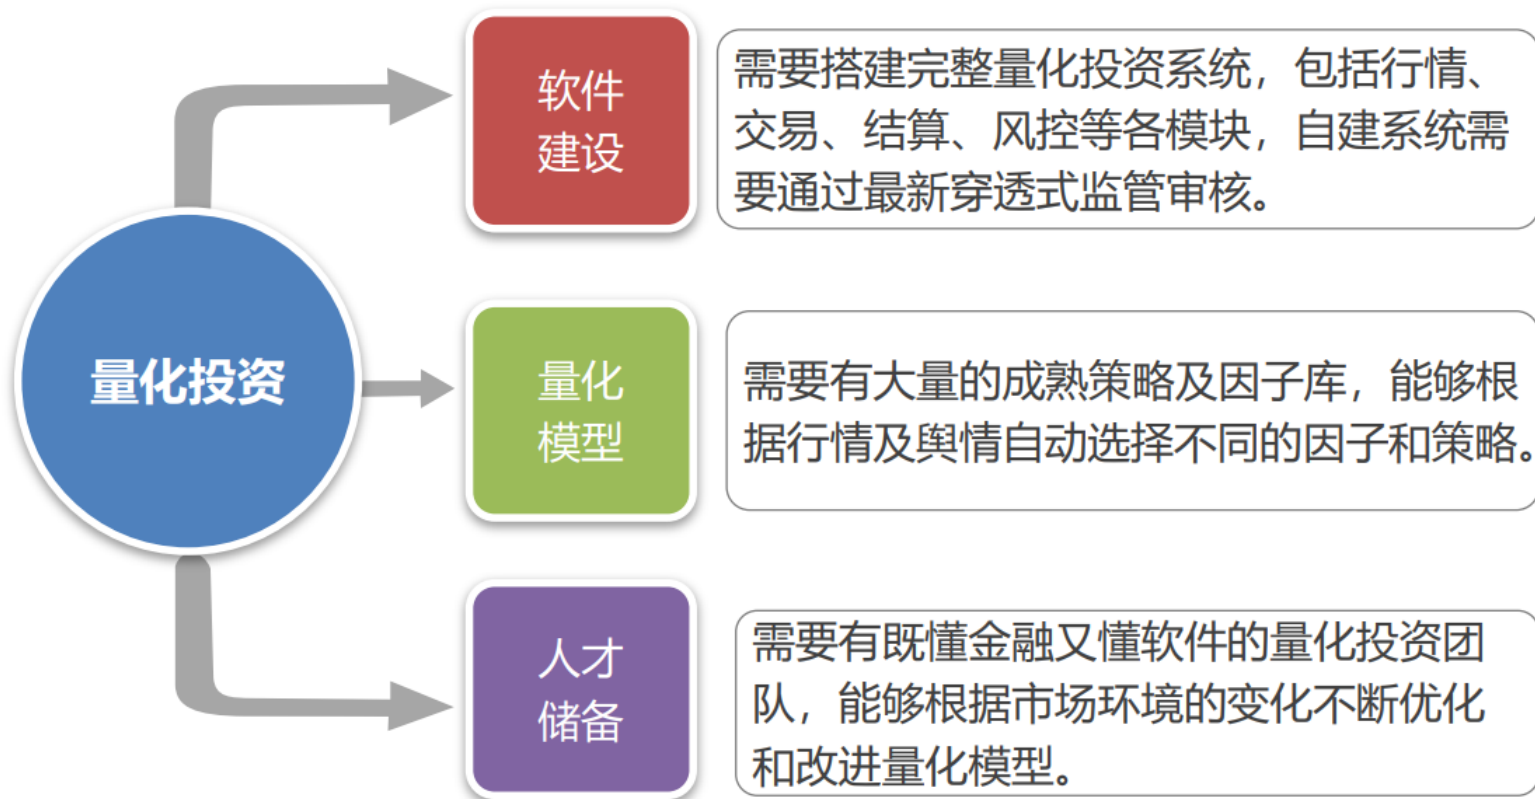 软件
建设
需要搭建完整量化投资系统，包括行情、
交易、结算、风控等各模块，自建系统需
要通过最新穿透式监管审核。
量化投资
量化
模型
需要有大量的成熟策略及因子库，能够根
据行情及舆情自动选择不同的因子和策略。
人才
储备
需要有既懂金融又懂软件的量化投资团
队，能够根据市场环境的变化不断优化
和改进量化模型。